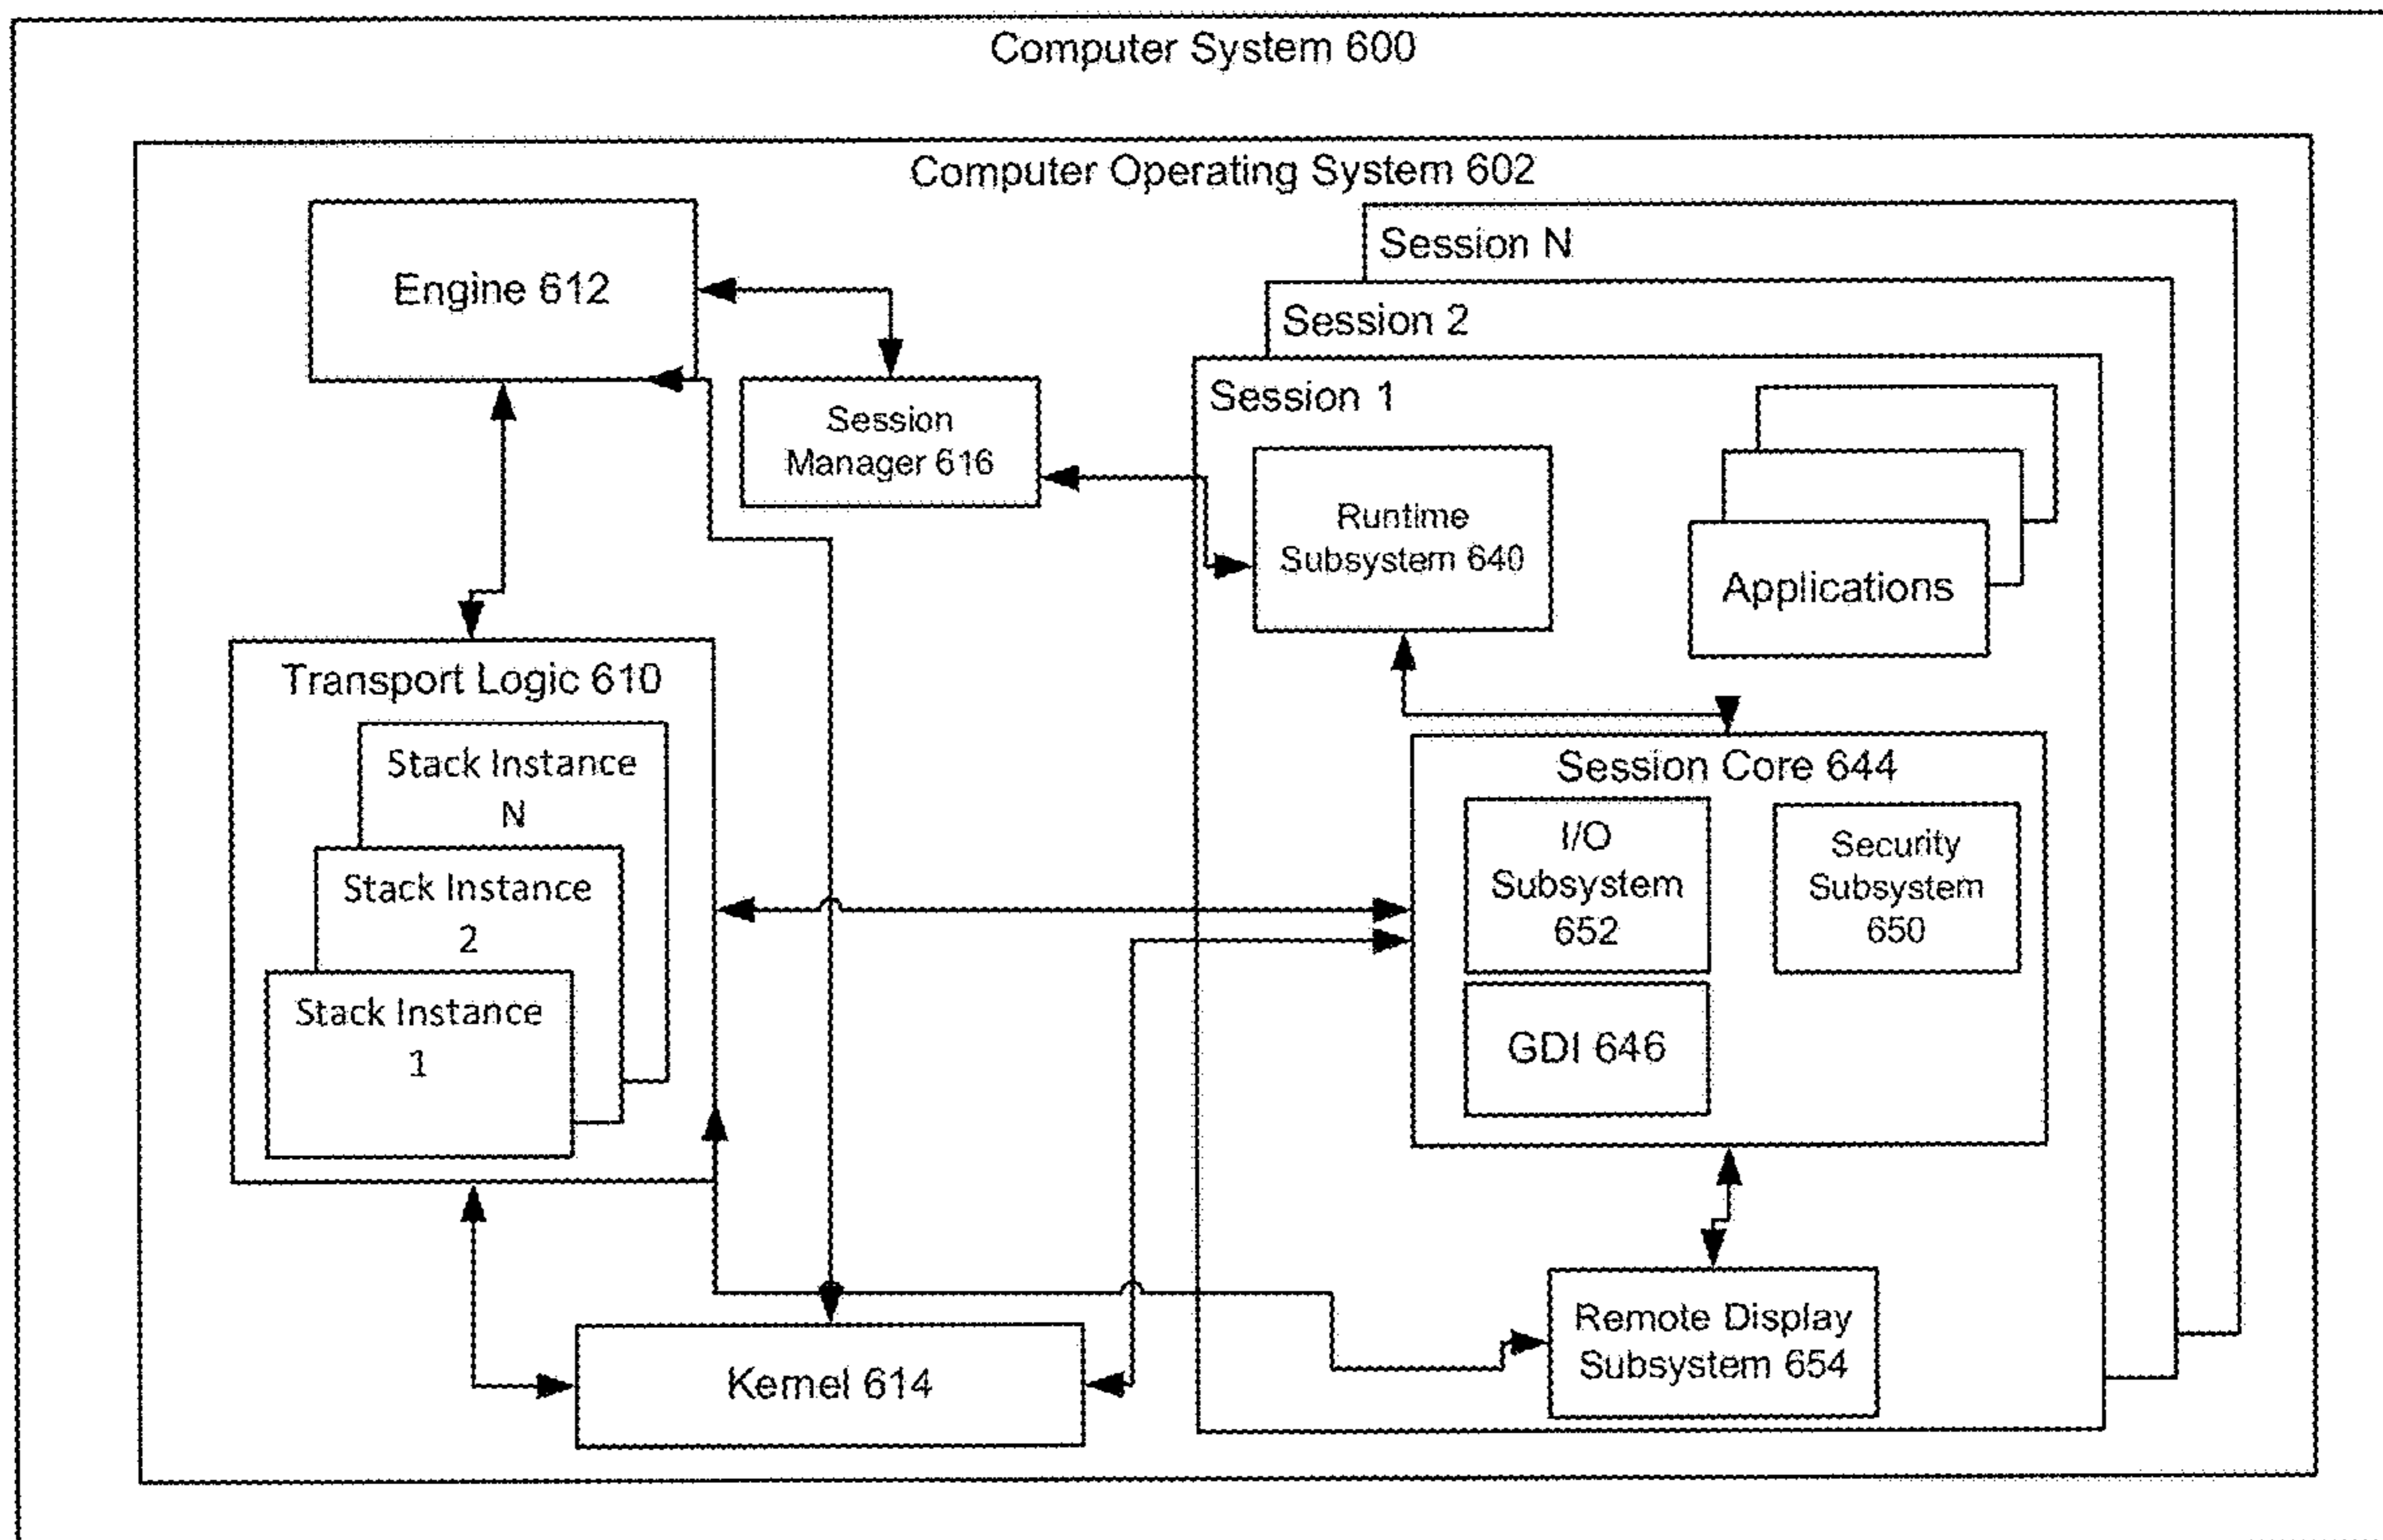 Computer System 600
Computer Operating System 602
Engine 612
Session
Manager 616
Session N
Session 2
Session 1
Runtime
Subsystem 640
Applications
Transport Logic 610
Stack Instance
N
Stack Instance
2
Stack Instance
1
Session Core 644
I/O
Subsystem
652
Security
Subsystem
650
GDI 646
Remote Display
Subsystem 654
Kernel 614